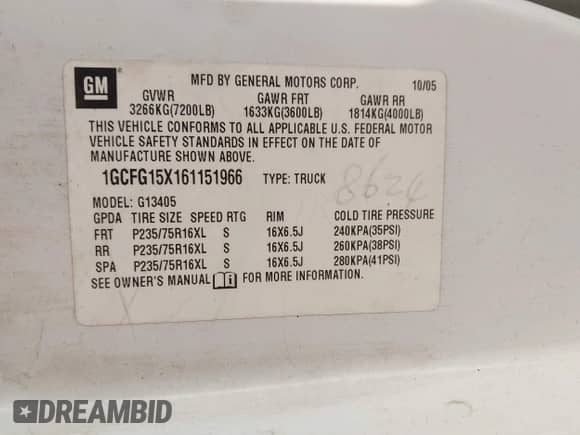 GM
MFD BY GENERAL MOTORS CORP. 10/05
GVWR GAWR FRT GAWR RR
3266KG(7200LB) 1633KG(3600LB) 1814KG(4000LB)
THIS VEHICLE CONFORMS TO ALL APPLICABLE U.S. FEDERAL MOTOR
VEHICLE SAFETY STANDARDS IN EFFECT ON THE DATE OF
MANUFACTURE SHOWN ABOVE.
1GCFG15X161151966 TYPE: TRUCK
8624
MODEL: G13405
GPDA TIRE SIZE SPEED RTG RIM COLD TIRE PRESSURE
FRT P235/75R16XL S 16X6.5J 240KPA(35PSI)
RR P235/75R16XL S 16X6.5J 260KPA(38PSI)
SPA P235/75R16XL S 16X6.5J 280KPA(41PSI)
SEE OWNER'S MANUAL FOR MORE INFORMATION.
DREAMBID